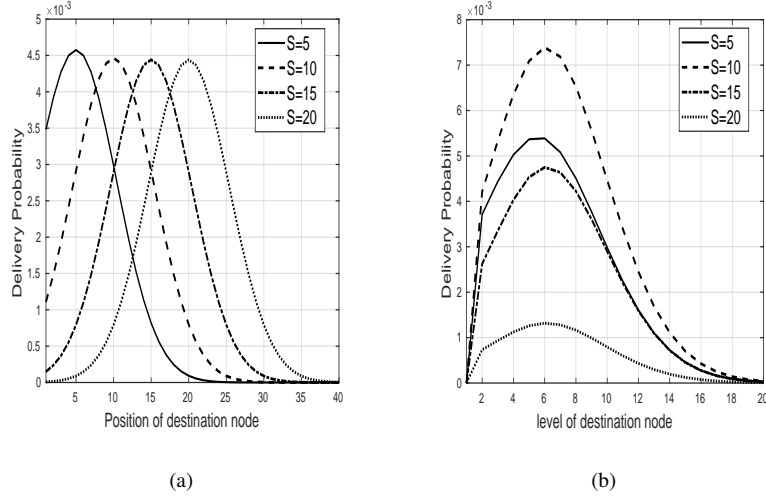 ×10⁻³
5
4.5
4
3.5
3
2.5
2
1.5
1
0.5
0
Delivery Probability
S=5
S=10
S=15
S=20
5 10 15 20 25 30 35 40
Position of destination node
(a)
×10⁻³
8
7
6
5
4
3
2
1
0
Delivery Probability
S=5
S=10
S=15
S=20
2 4 6 8 10 12 14 16 18 20
level of destination node
(b)